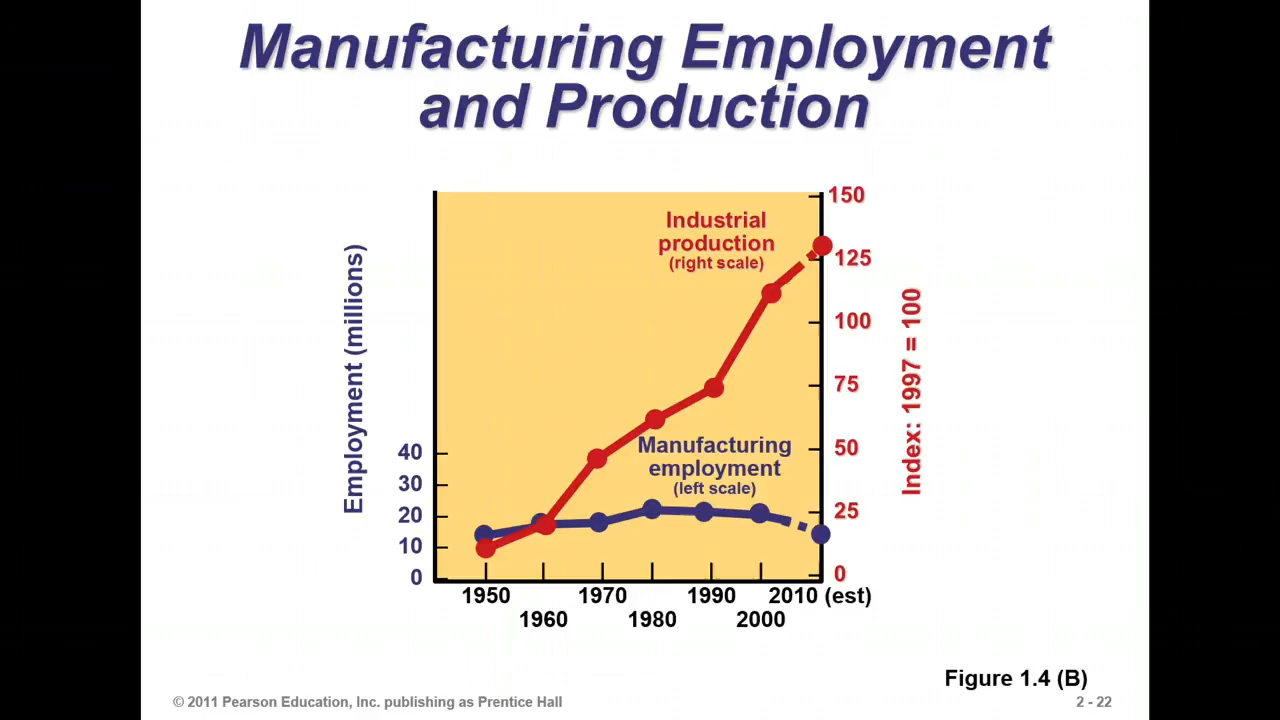 Manufacturing Employment
and Production
Employment (millions)
40
30
20
10
0
Industrial
production
(right scale)
Manufacturing
employment
(left scale)
150
125
100
75
50
25
0
Index: 1997 = 100
1950 1970 1990 2010 (est)
1960 1980 2000
Figure 1.4 (B)
© 2011 Pearson Education, Inc. publishing as Prentice Hall 2 - 22